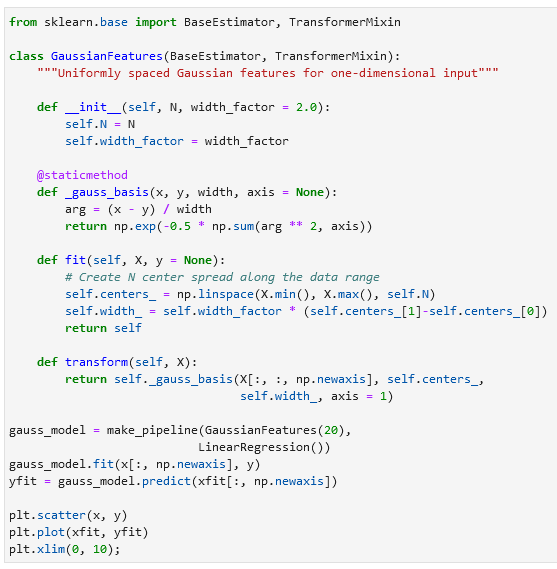 from sklearn.base import BaseEstimator, TransformerMixin

class GaussianFeatures(BaseEstimator, TransformerMixin):
    """Uniformly spaced Gaussian features for one-dimensional input"""

    def __init__(self, N, width_factor = 2.0):
        self.N = N
        self.width_factor = width_factor

    @staticmethod
    def _gauss_basis(x, y, width, axis = None):
        arg = (x - y) / width
        return np.exp(-0.5 * np.sum(arg ** 2, axis))

    def fit(self, X, y = None):
        # Create N center spread along the data range
        self.centers_ = np.linspace(X.min(), X.max(), self.N)
        self.width_ = self.width_factor * (self.centers_[1]-self.centers_[0])
        return self

    def transform(self, X):
        return self._gauss_basis(X[:, :, np.newaxis], self.centers_,
                                 self.width_, axis = 1)

gauss_model = make_pipeline(GaussianFeatures(20),
                           LinearRegression())
gauss_model.fit(x[:, np.newaxis], y)
yfit = gauss_model.predict(xfit[:, np.newaxis])

plt.scatter(x, y)
plt.plot(xfit, yfit)
plt.xlim(0, 10);